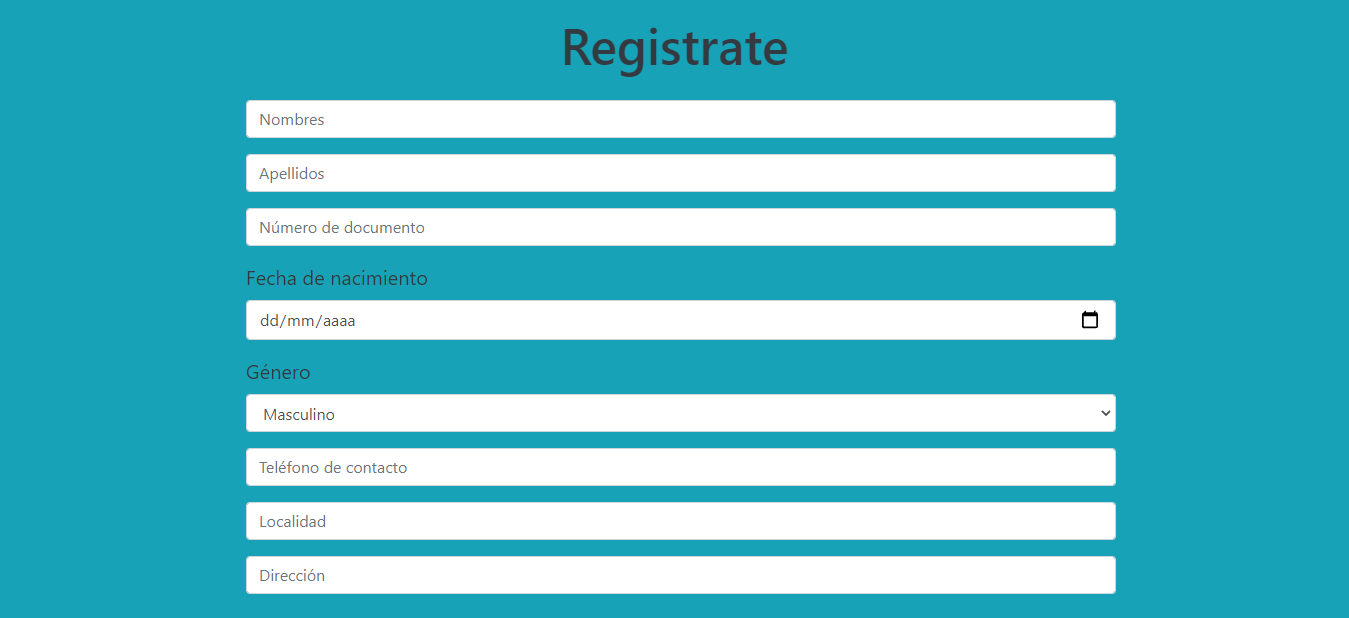 Registrate
Nombres
Apellidos
Número de documento
Fecha de nacimiento
dd/mm/aaaa
Género
Masculino
Teléfono de contacto
Localidad
Dirección